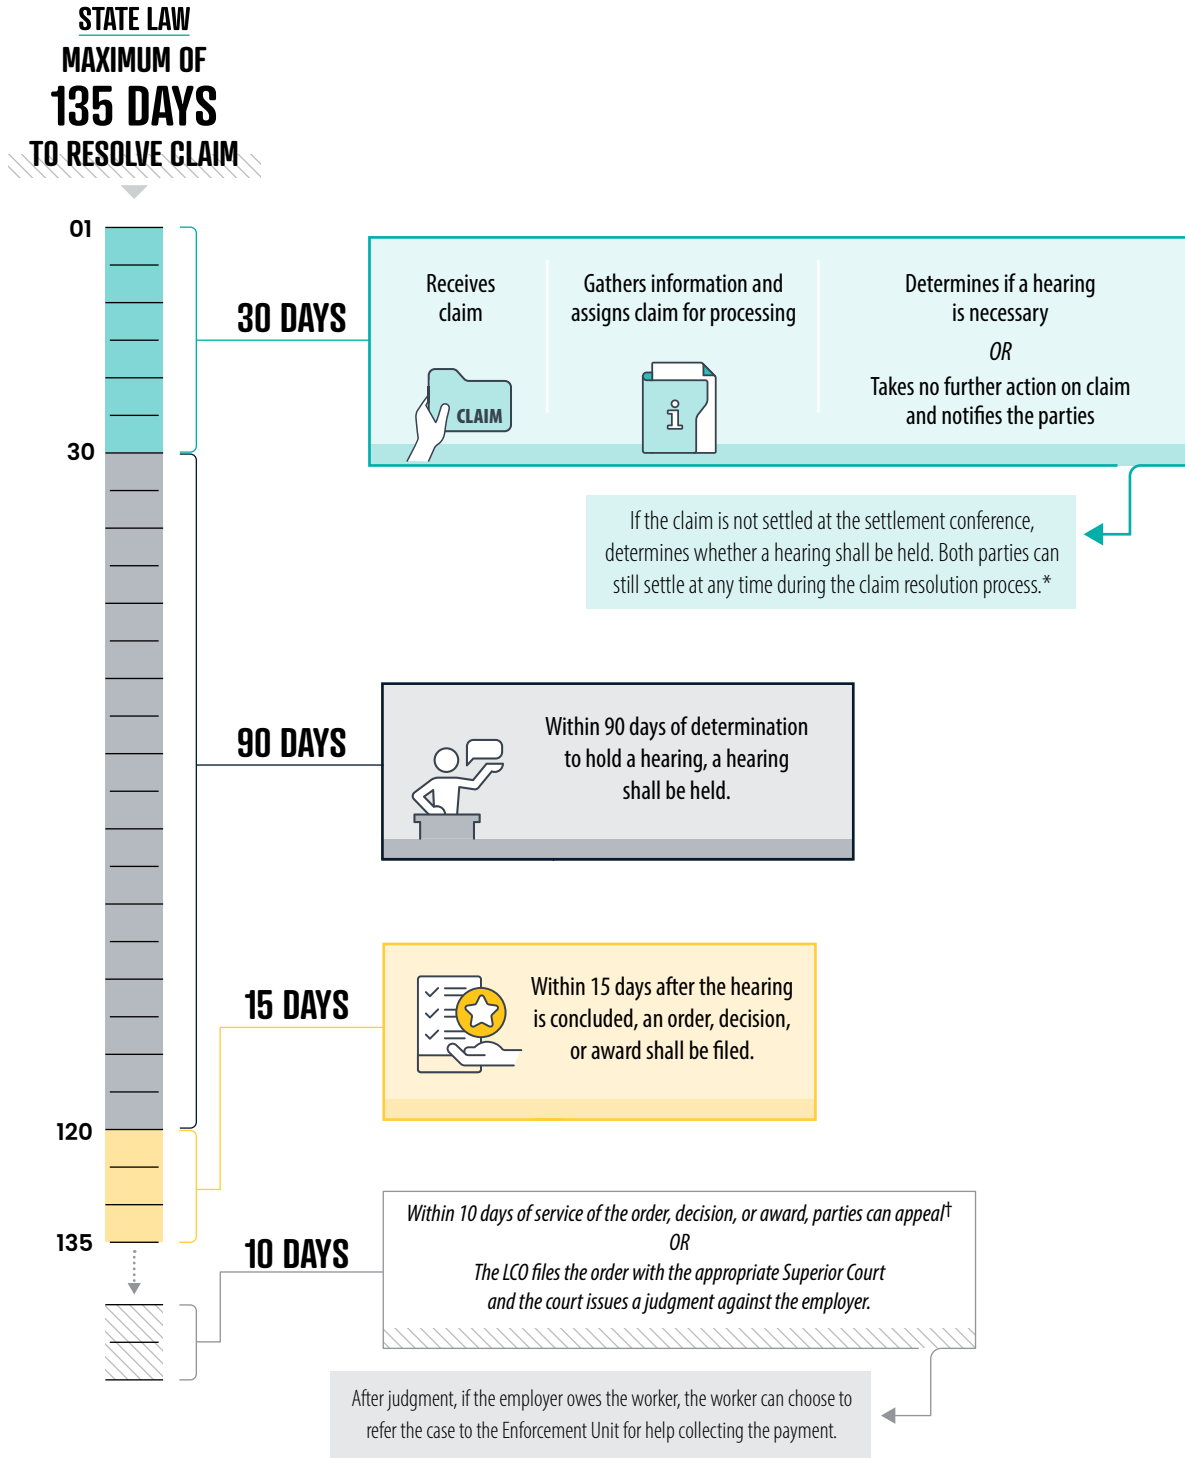 STATE LAW
MAXIMUM OF
135 DAYS
TO RESOLVE CLAIM
01
30 DAYS
Receives
claim
CLAIM
Gathers information and
assigns claim for processing
i
Determines if a hearing
is necessary
OR
Takes no further action on claim
and notifies the parties
30
If the claim is not settled at the settlement conference,
determines whether a hearing shall be held. Both parties can
still settle at any time during the claim resolution process.*
90 DAYS
Within 90 days of determination
to hold a hearing, a hearing
shall be held.
15 DAYS
Within 15 days after the hearing
is concluded, an order, decision,
or award shall be filed.
120
135
10 DAYS
Within 10 days of service of the order, decision, or award, parties can appeal†
OR
The LCO files the order with the appropriate Superior Court
and the court issues a judgment against the employer.
After judgment, if the employer owes the worker, the worker can choose to
refer the case to the Enforcement Unit for help collecting the payment.